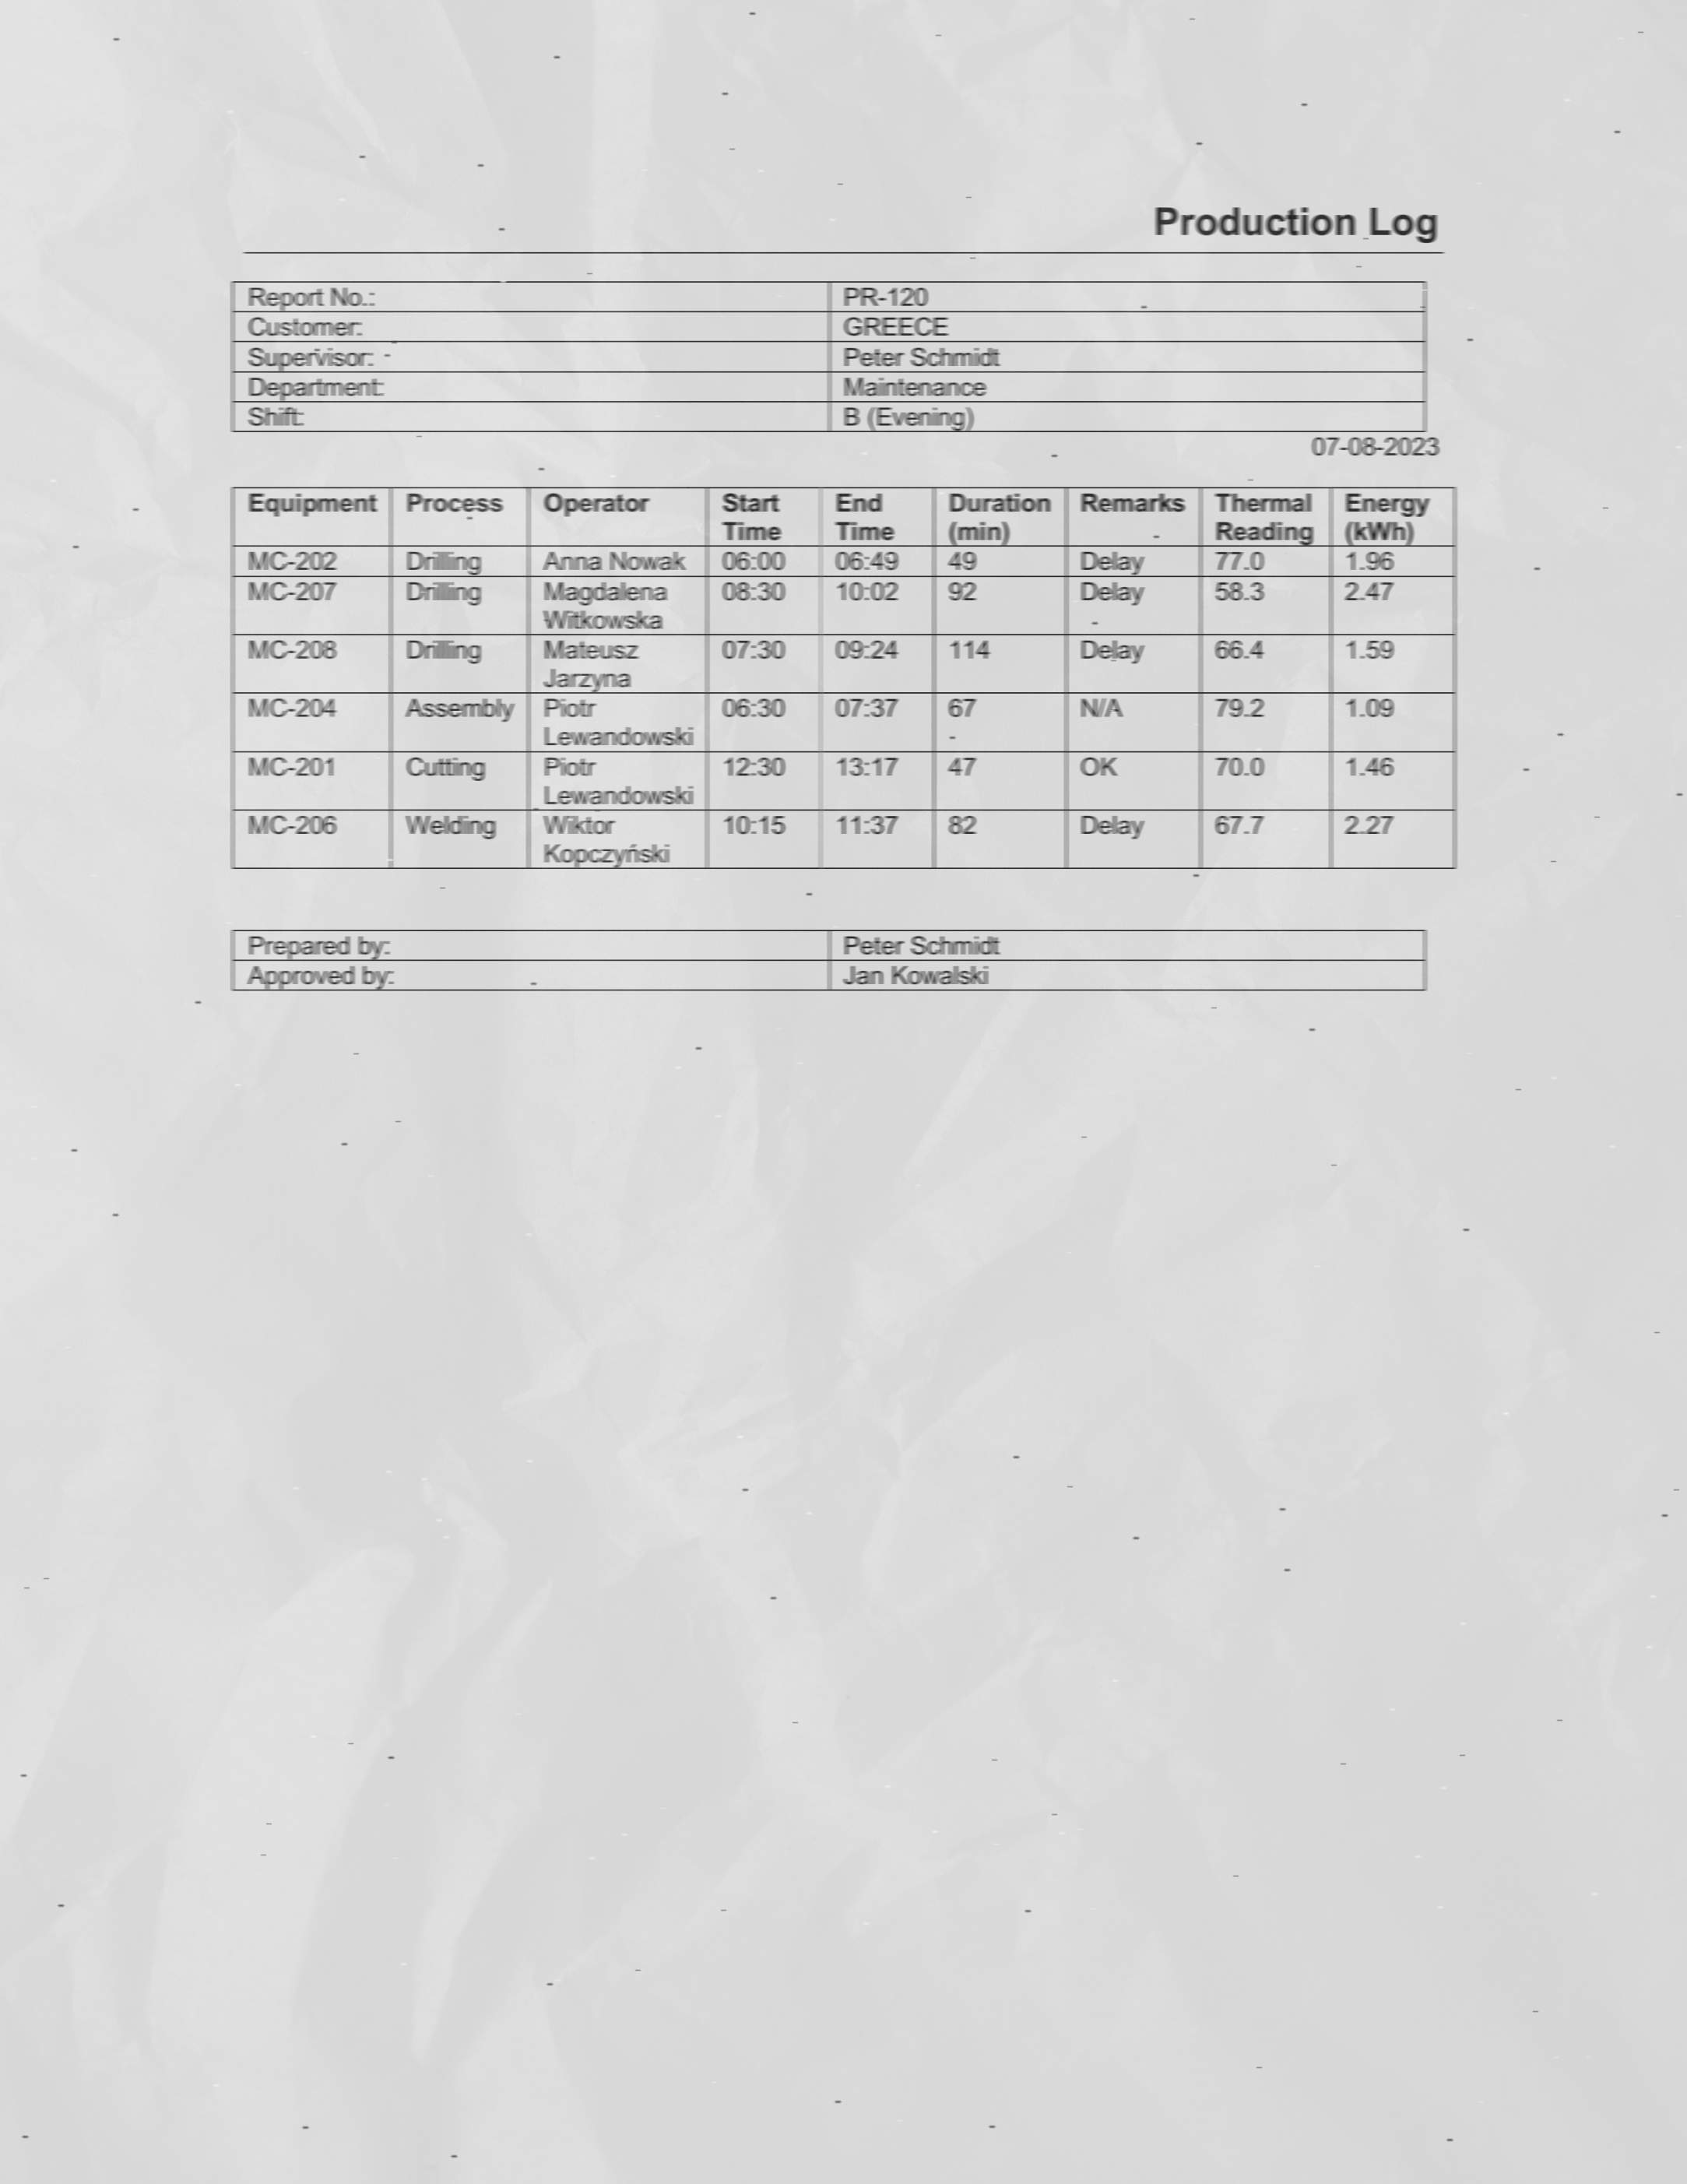 Production Log
Report No.: PR-120
Customer: GREECE
Supervisor: Peter Schmidt
Department: Maintenance
Shift: B (Evening)
07-08-2023
Equipment Process Operator Start Time End Time Duration (min) Remarks Thermal Reading Energy (kWh)
MC-202 Drilling Anna Nowak 06:00 06:49 49 Delay 77.0 1.96
MC-207 Drilling Magdalena Witkowska 08:30 10:02 92 Delay 58.3 2.47
MC-208 Drilling Mateusz Jarzyna 07:30 09:24 114 Delay 66.4 1.59
MC-204 Assembly Piotr Lewandowski 06:30 07:37 67 N/A 79.2 1.09
MC-201 Cutting Piotr Lewandowski 12:30 13:17 47 OK 70.0 1.46
MC-206 Welding Wiktor Kopczyński 10:15 11:37 82 Delay 67.7 2.27
Prepared by: Peter Schmidt
Approved by: Jan Kowalski